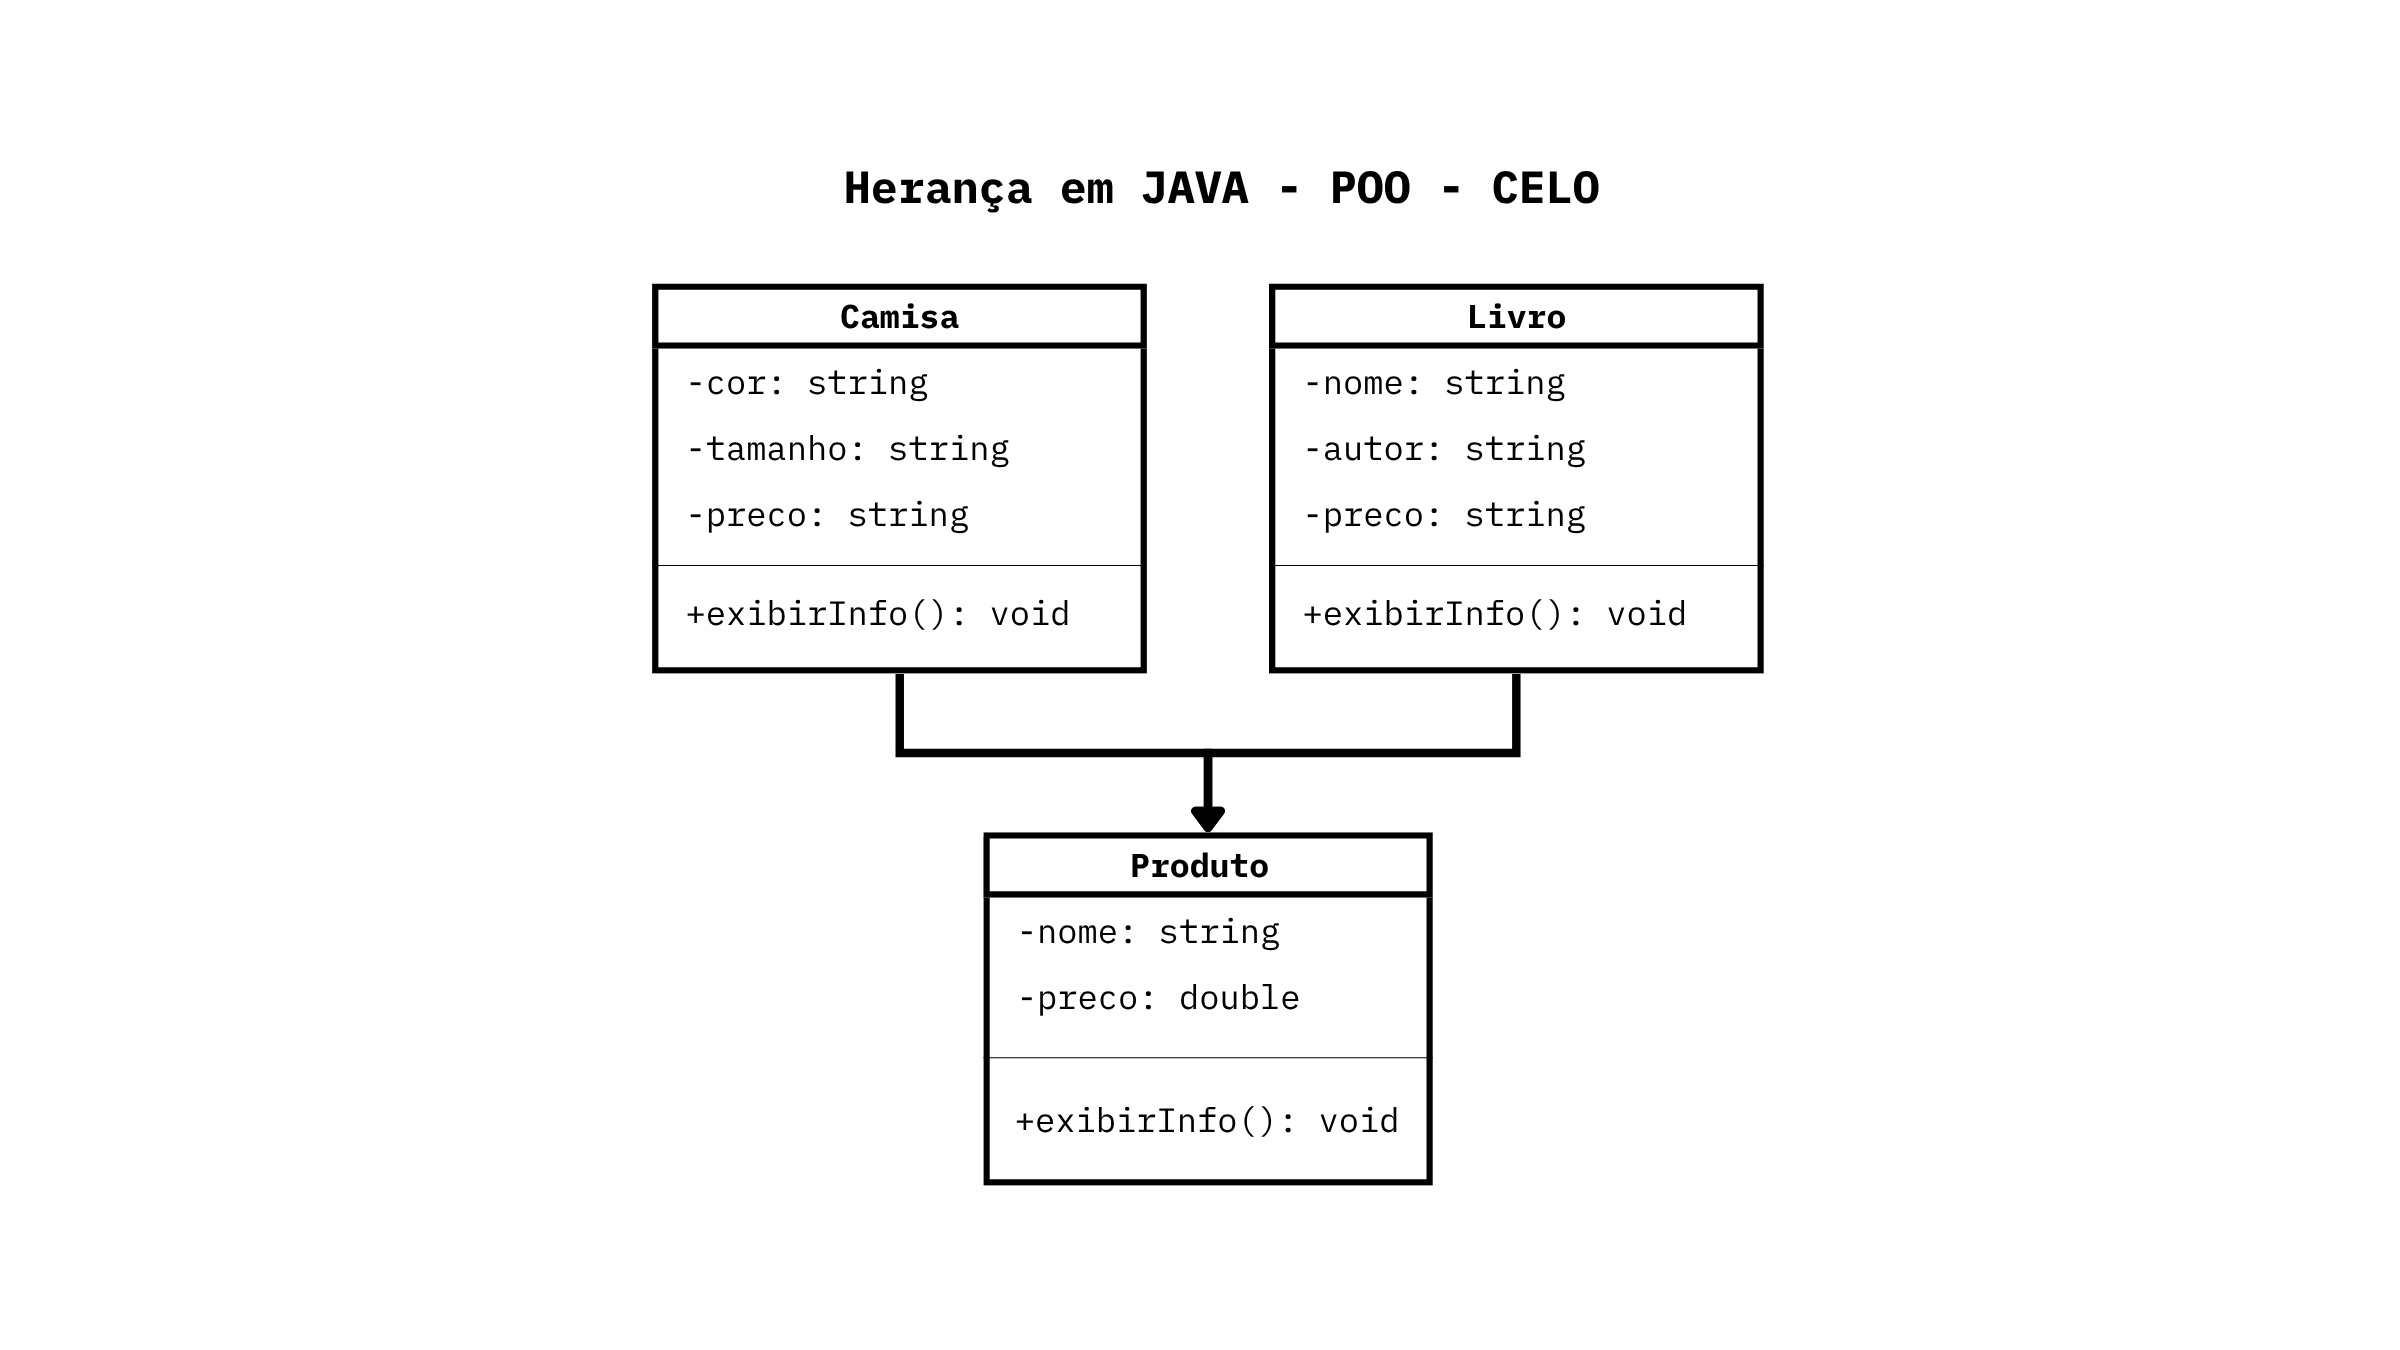 Herança em JAVA - POO - CELO
Camisa
-cor: string
-tamanho: string
-preco: string
+exibirInfo(): void
Livro
-nome: string
-autor: string
-preco: string
+exibirInfo(): void
Produto
-nome: string
-preco: double
+exibirInfo(): void